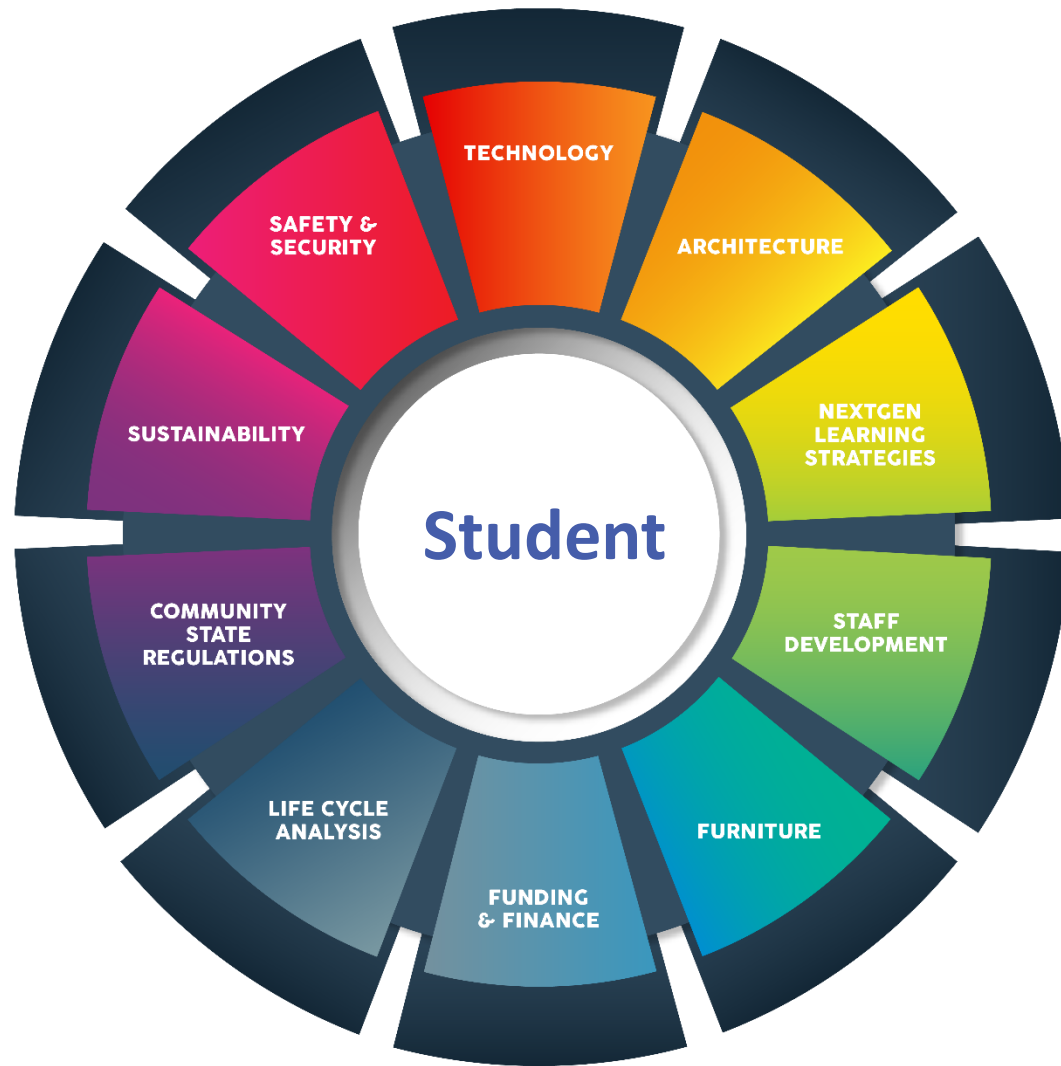 TECHNOLOGY
ARCHITECTURE
NEXTGEN
LEARNING
STRATEGIES
STAFF
DEVELOPMENT
FURNITURE
FUNDING
& FINANCE
LIFE CYCLE
ANALYSIS
COMMUNITY
STATE
REGULATIONS
SUSTAINABILITY
SAFETY &
SECURITY
Student